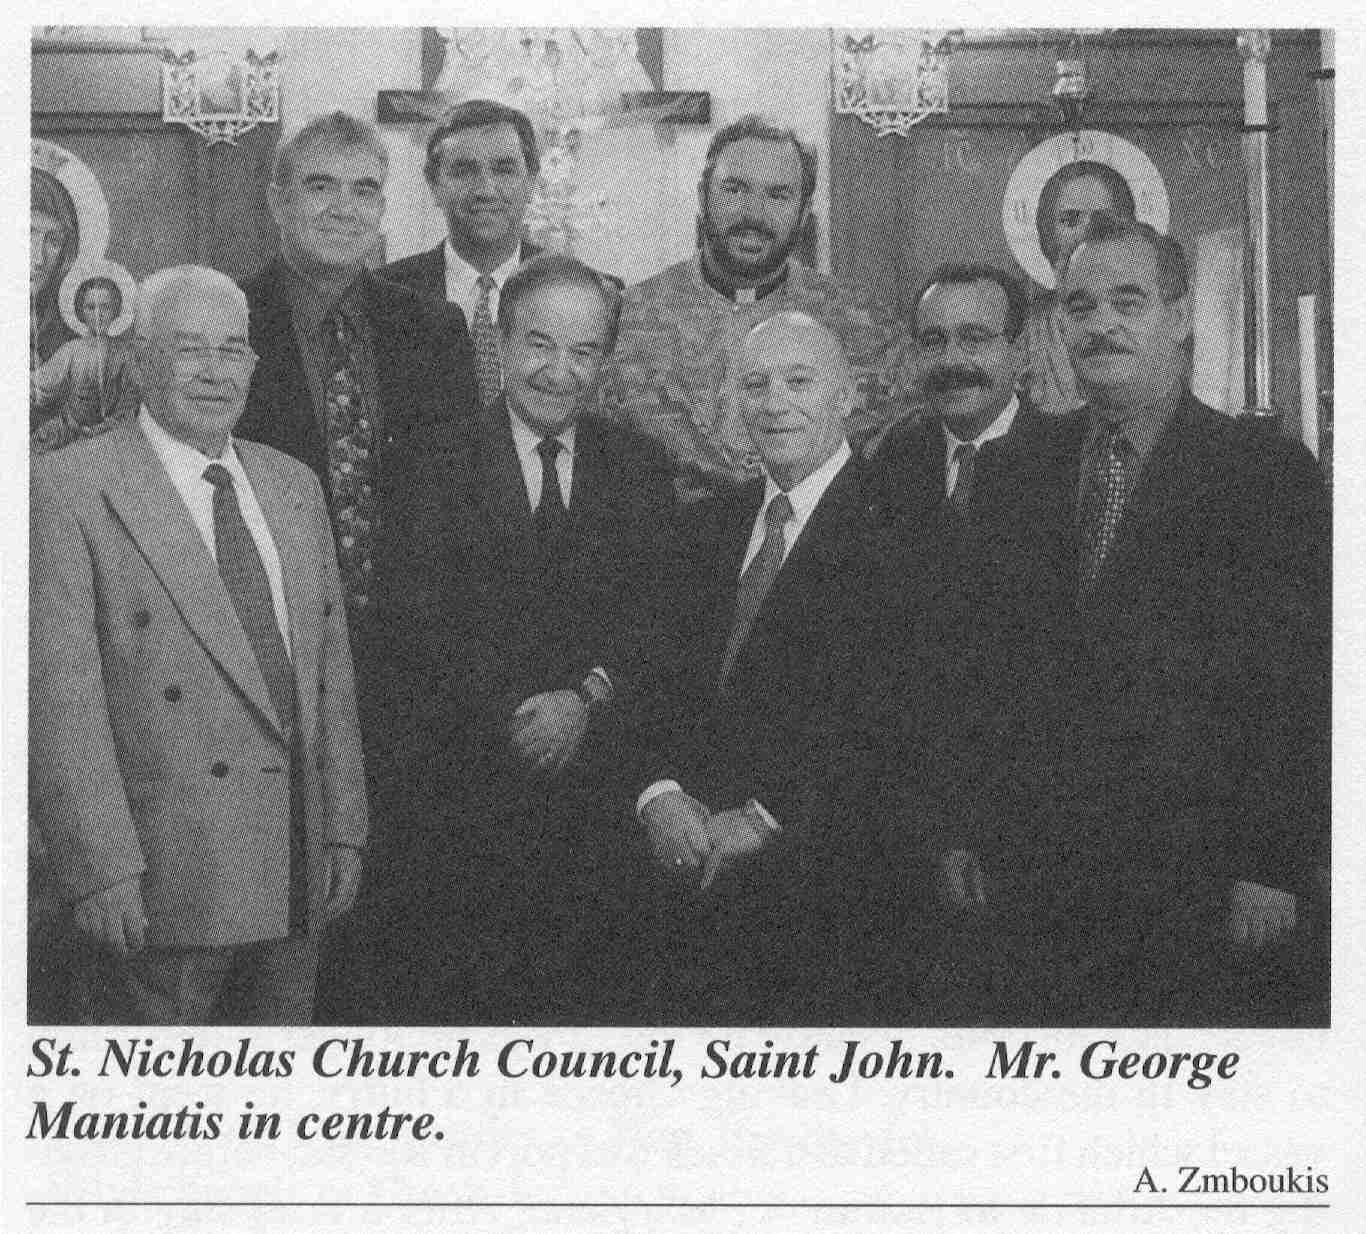 St. Nicholas Church Council, Saint John. Mr. George
Maniatis in centre.
A. Zmboukis